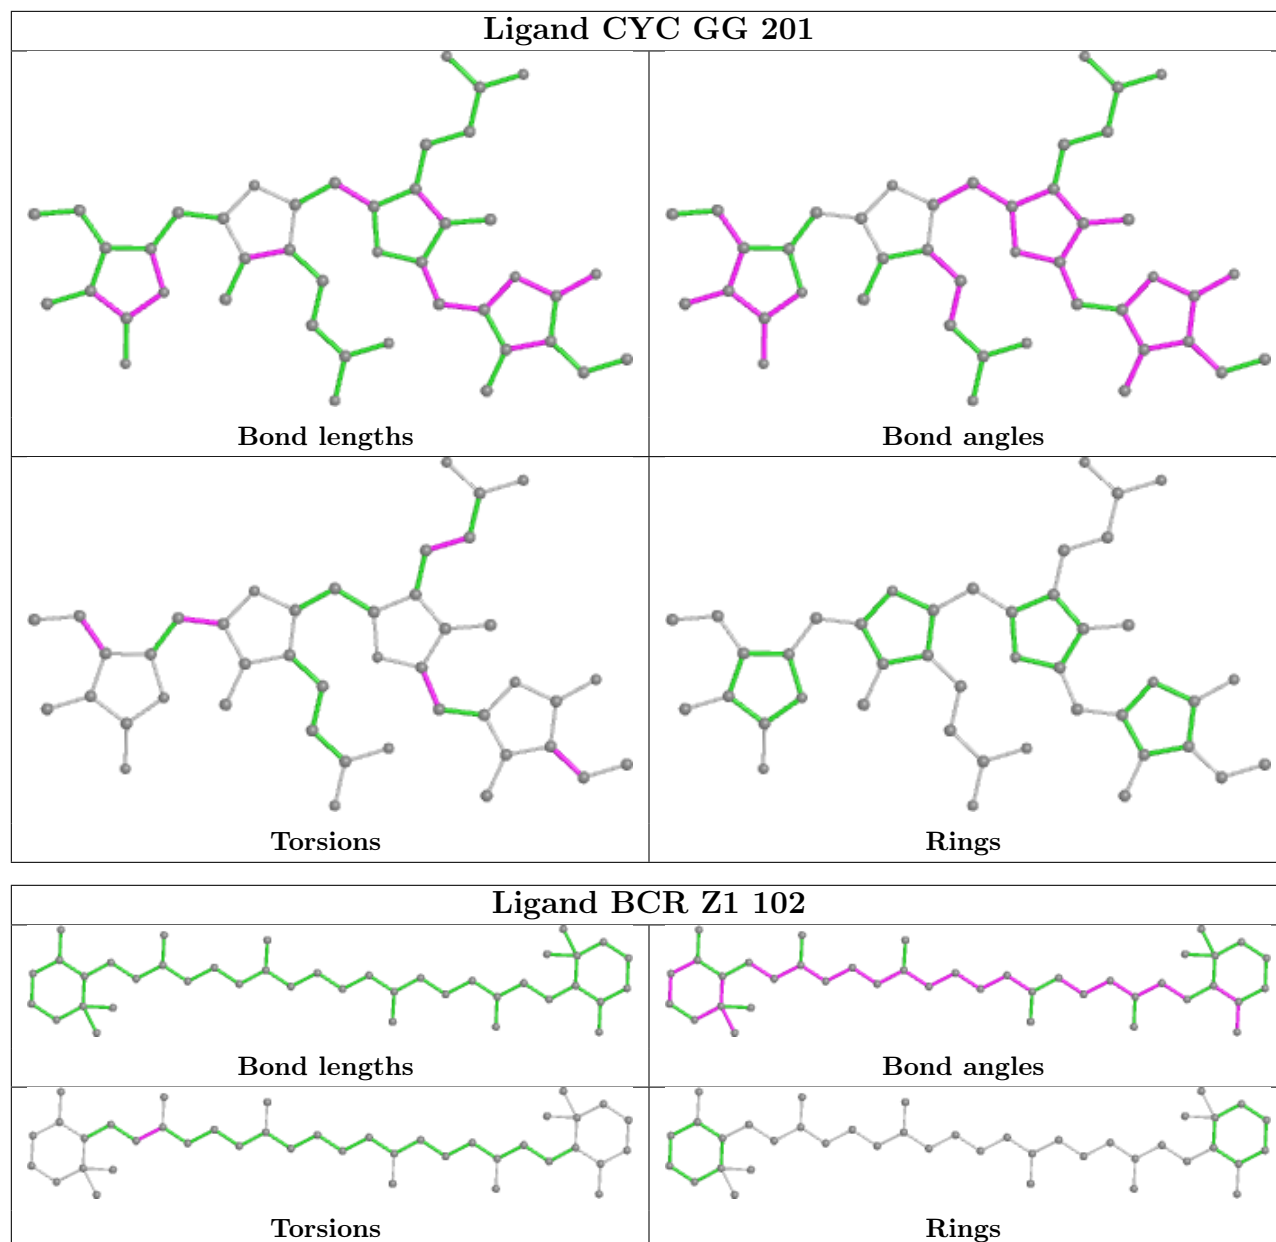 Ligand CYC GG 201
Bond lengths
Bond angles
Torsions
Rings
Ligand BCR Z1 102
Bond lengths
Bond angles
Torsions
Rings